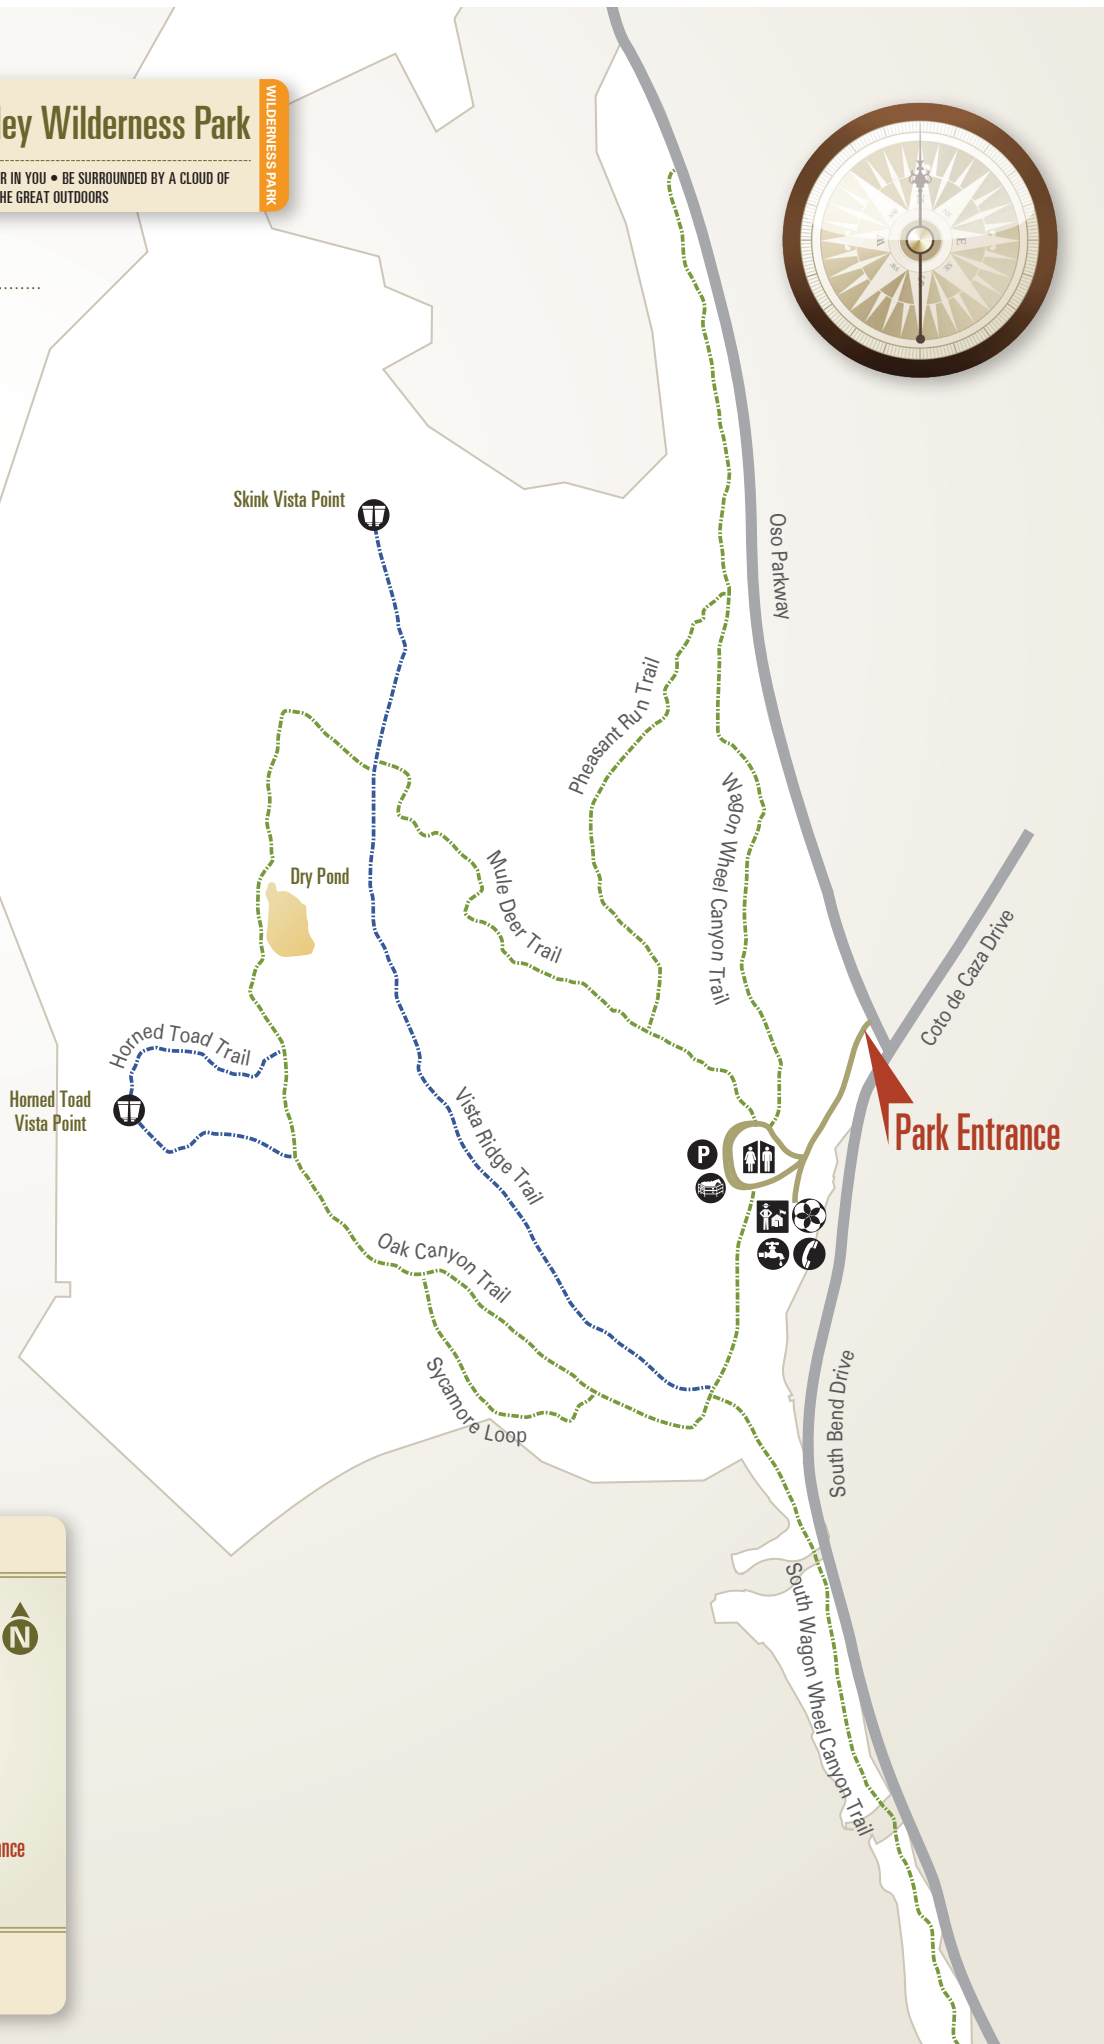 ley Wilderness Park
WILDERNESS PARK
R IN YOU • BE SURROUNDED BY A CLOUD OF
HE GREAT OUTDOORS
E
SE
SW
W
Skink Vista Point
Oso Parkway
Pheasant Run Trail
Wagon Wheel Canyon Trail
Mule Deer Trail
Dry Pond
Coto de Caza Drive
Horned Toad Trail
Horned Toad
Vista Point
Vista Ridge Trail
Park Entrance
P
Oak Canyon Trail
Sycamore Loop
South Bend Drive
South Wagon Wheel Canyon Trail
N
nce